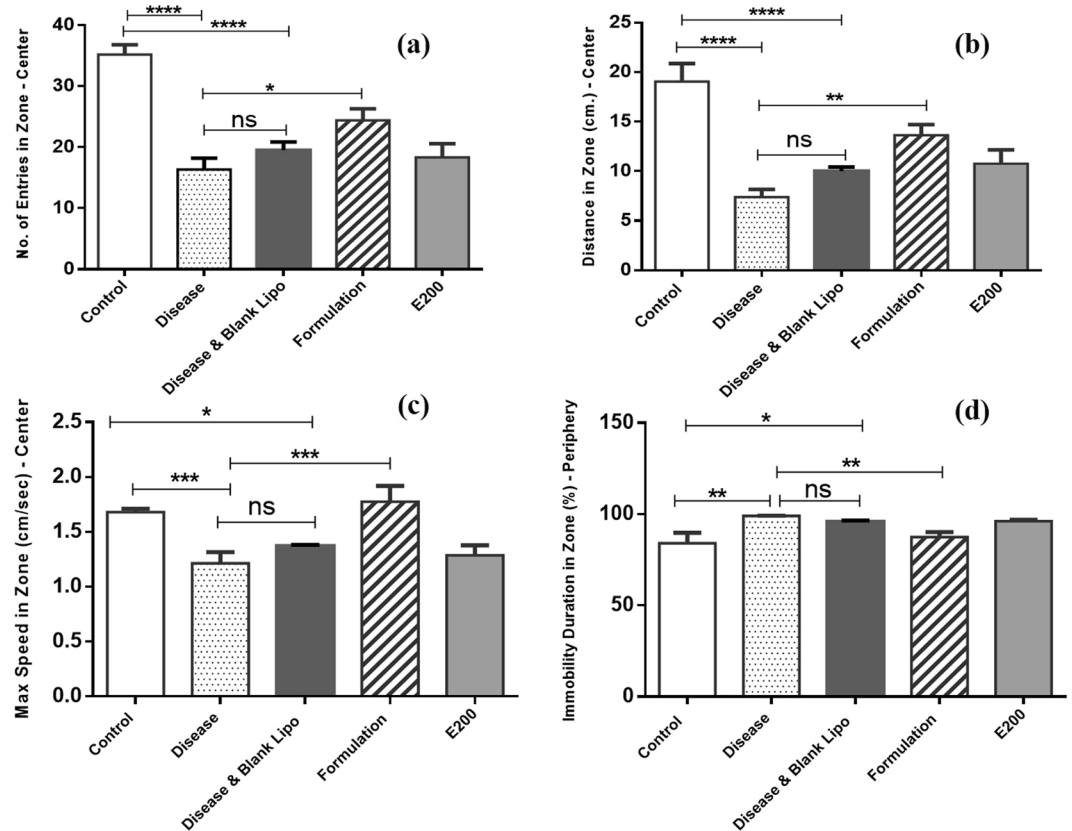 (a)
No. of Entries in Zone - Center
40
30
20
10
0
****
****
*
ns
Control
Disease
Disease & Blank Lipo
Formulation
E200
(b)
Distance in Zone (cm.) - Center
25
20
15
10
5
0
****
****
**
ns
Control
Disease
Disease & Blank Lipo
Formulation
E200
(c)
Max Speed in Zone (cm/sec) - Center
2.5
2.0
1.5
1.0
0.5
0.0
*
***
***
ns
Control
Disease
Disease & Blank Lipo
Formulation
E200
(d)
Immobility Duration in Zone (%) - Periphery
150
100
50
0
*
**
**
ns
Control
Disease
Disease & Blank Lipo
Formulation
E200